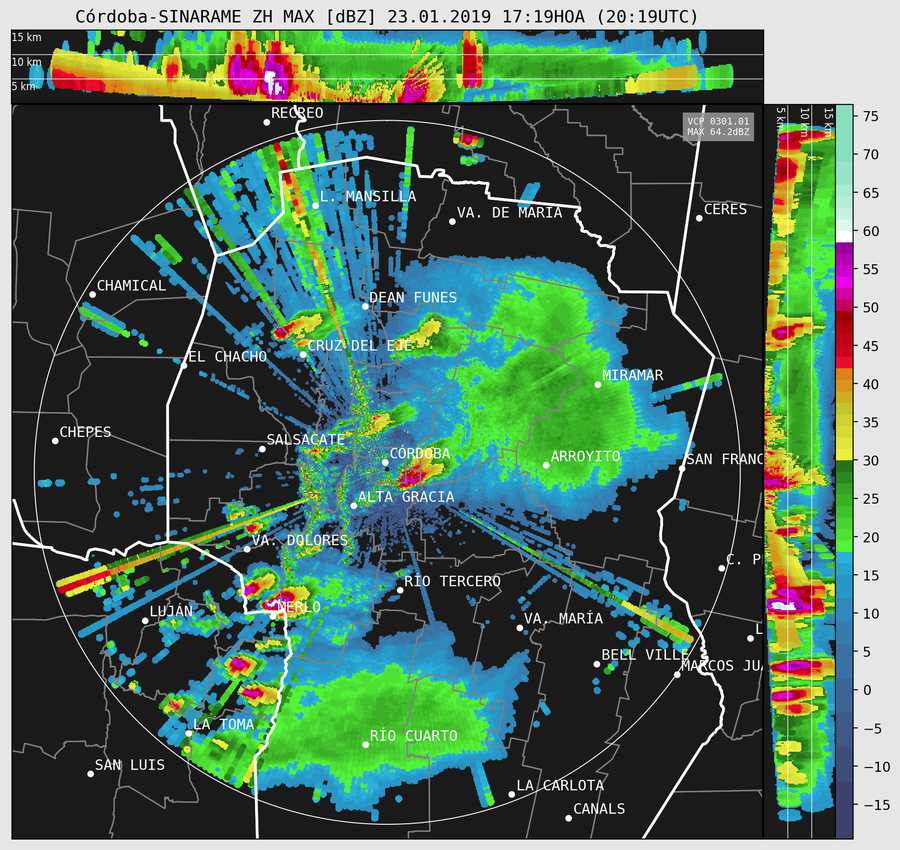 Córdoba-SINARAME ZH MAX [dBZ] 23.01.2019 17:19HOA (20:19UTC)
15 km
10 km
5 km
RECREO
VCP 0301.01
MAX 64.2dBZ
5 km
10 km
15 km
L. MANSILLA
VA. DE MARIA
CERES
CHAMICAL
DEAN FUNES
EL CHACHO
CRUZ DEL EJE
MIRAMAR
CHEPES
SALSACATE
CÓRDOBA
ARROYITO
SAN FRANC
ALTA GRACIA
VA. DOLORES
C. P
RÍO TERCERO
LUJÁN
MERLO
VA. MARÍA
L
BELL VILLE
MARCOS JU
LA TOMA
RÍO CUARTO
SAN LUIS
LA CARLOTA
CANALS
75
70
65
60
55
50
45
40
35
30
25
20
15
10
5
0
−5
−10
−15